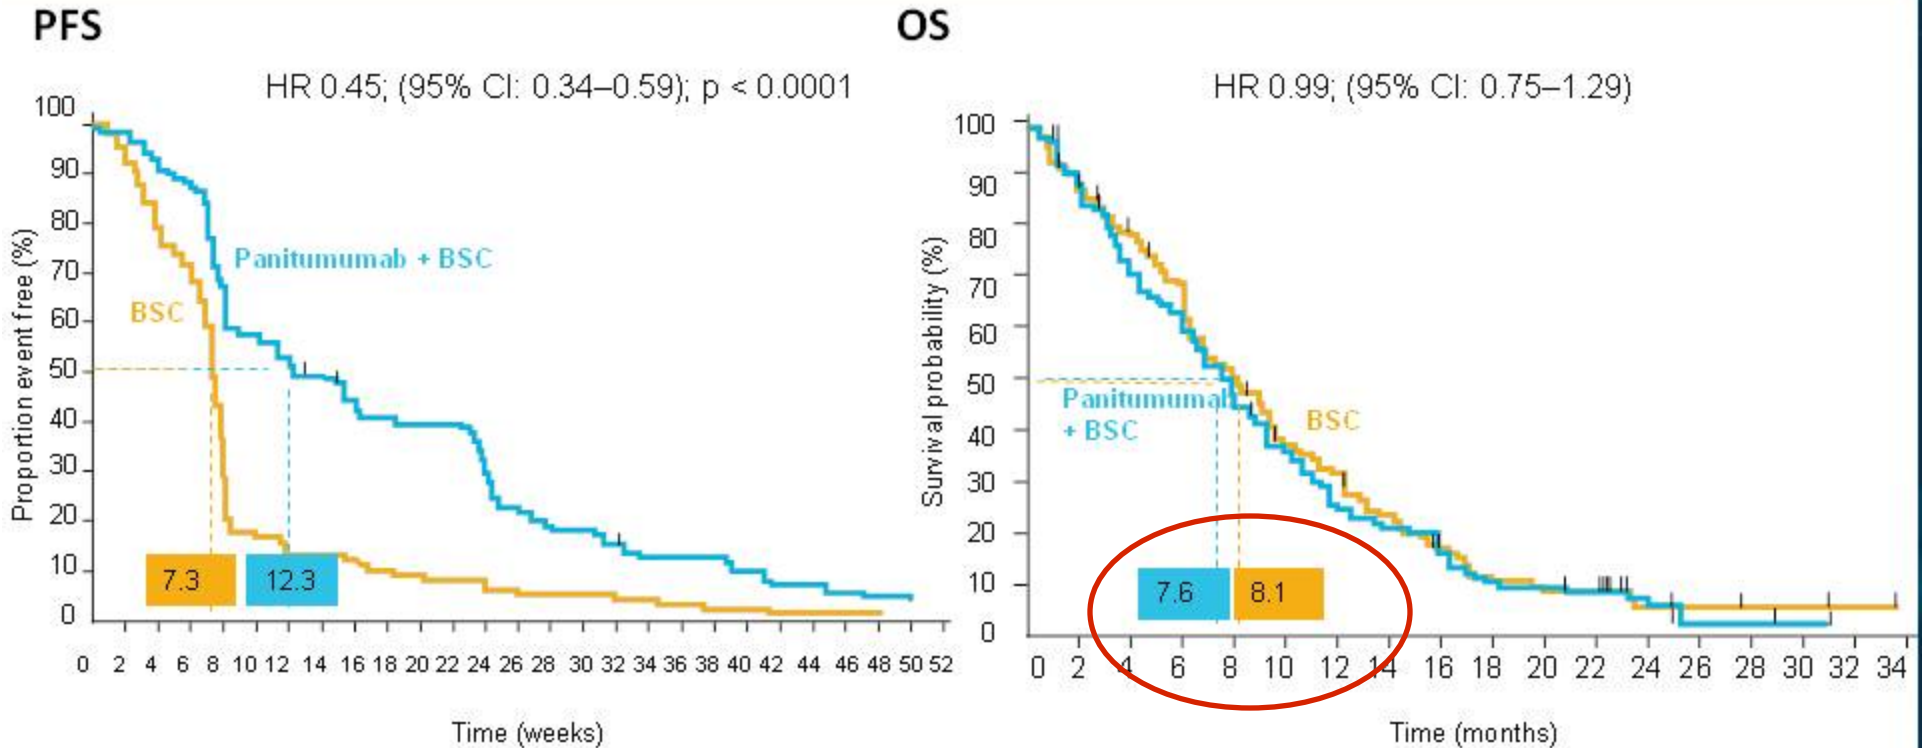 PFS
HR 0.45; (95% CI: 0.34–0.59); p < 0.0001
Proportion event free (%)
100
90
80
70
60
50
40
30
20
10
0
Panitumumab + BSC
BSC
7.3
12.3
0 2 4 6 8 10 12 14 16 18 20 22 24 26 28 30 32 34 36 38 40 42 44 46 48 50 52
Time (weeks)
OS
HR 0.99; (95% CI: 0.75–1.29)
Survival probability (%)
100
90
80
70
60
50
40
30
20
10
0
Panitumumab
+ BSC
BSC
7.6
8.1
0 2 4 6 8 10 12 14 16 18 20 22 24 26 28 30 32 34
Time (months)